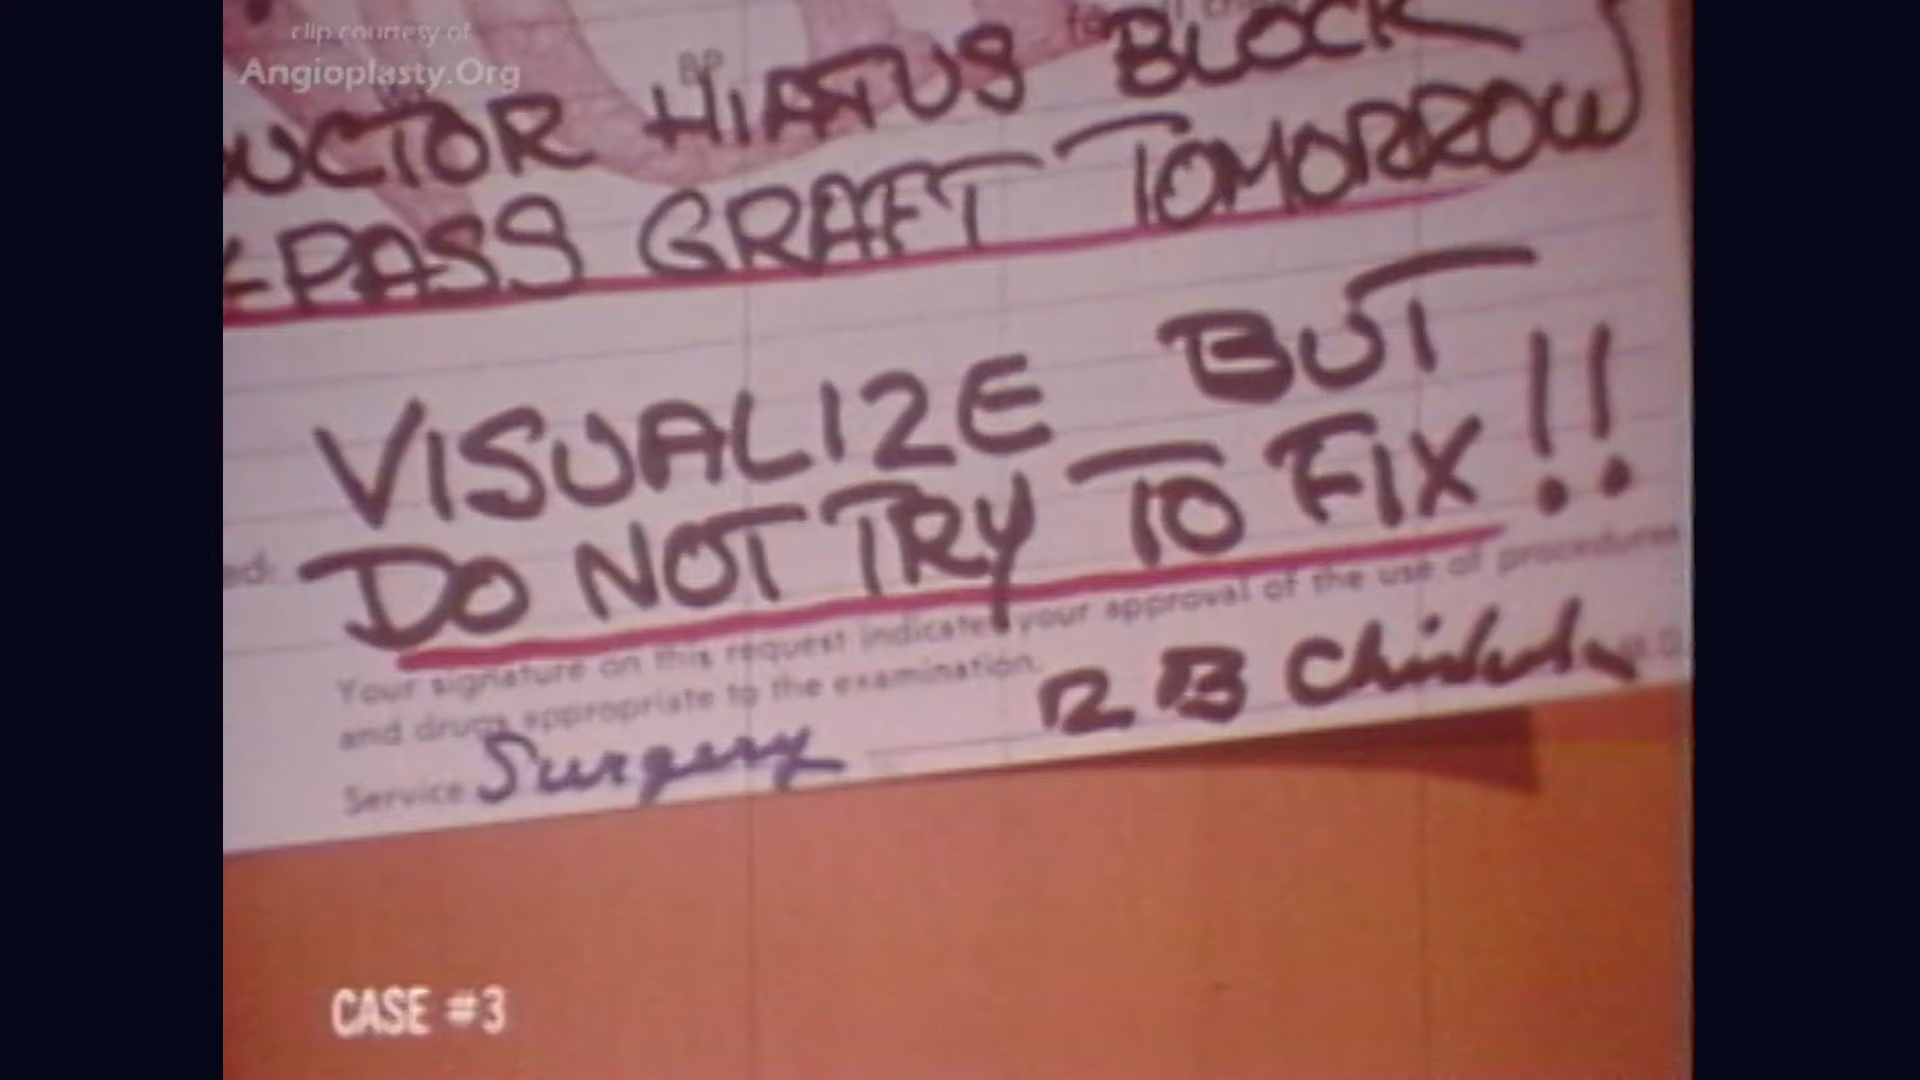 clip courtesy of
Angioplasty.Org
DUCTOR HIATUS BLOCK
-PASS GRAFT TOMORROW
VISUALIZE BUT
DO NOT TRY TO FIX!!
ed:
Your signature on this request indicates your approval of the use of procedures
and drugs appropriate to the examination.
R B
M.D.
Service Surgery
CASE #3